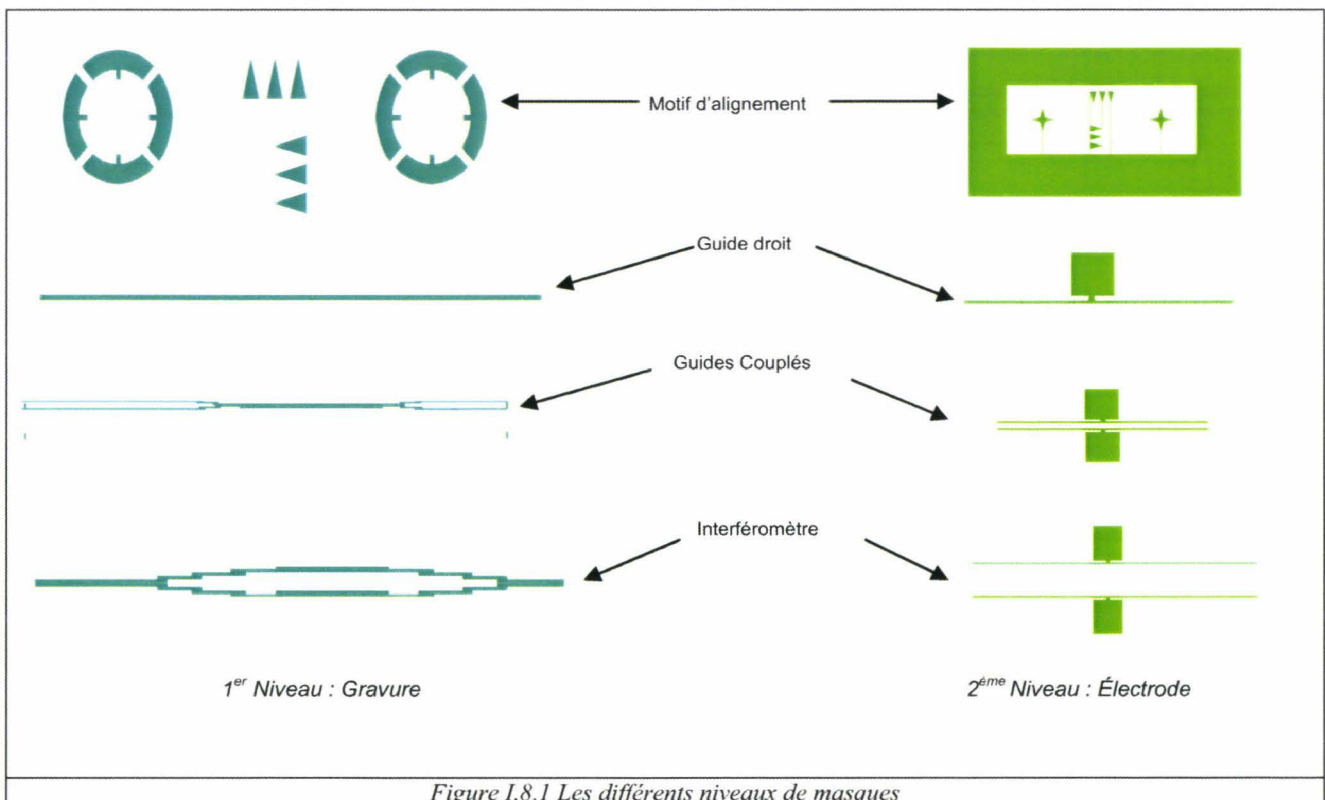 Motif d'alignement
Guide droit
Guides Couplés
Interféromètre
1er Niveau : Gravure
2éme Niveau : Électrode
Figure I.8.1 Les différents niveaux de masques